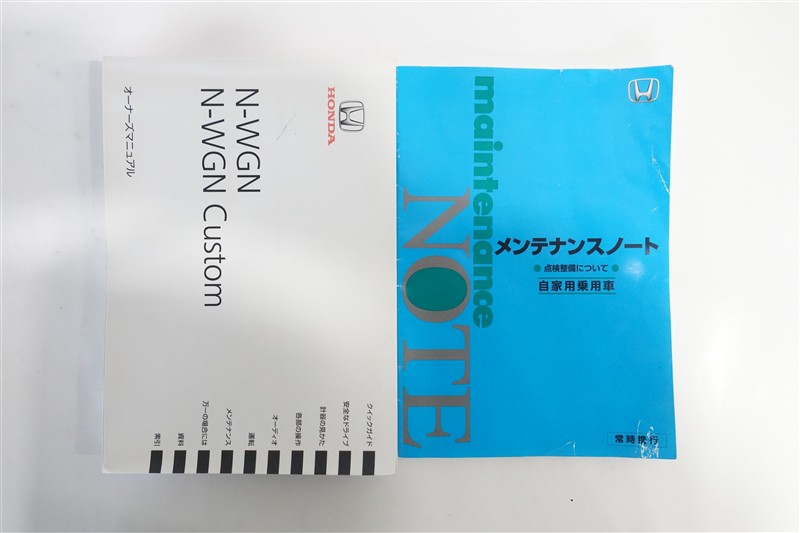 HONDA
N-WGN
N-WGN Custom
オーナーズマニュアル
クイックガイド
安全なドライブ
計器の見かた
各部の操作
オーディオ
運転
メンテナンス
万一の場合には
資料
索引
maintenance
NOTE
メンテナンスノート
点検整備について
自家用乗用車
常時携行